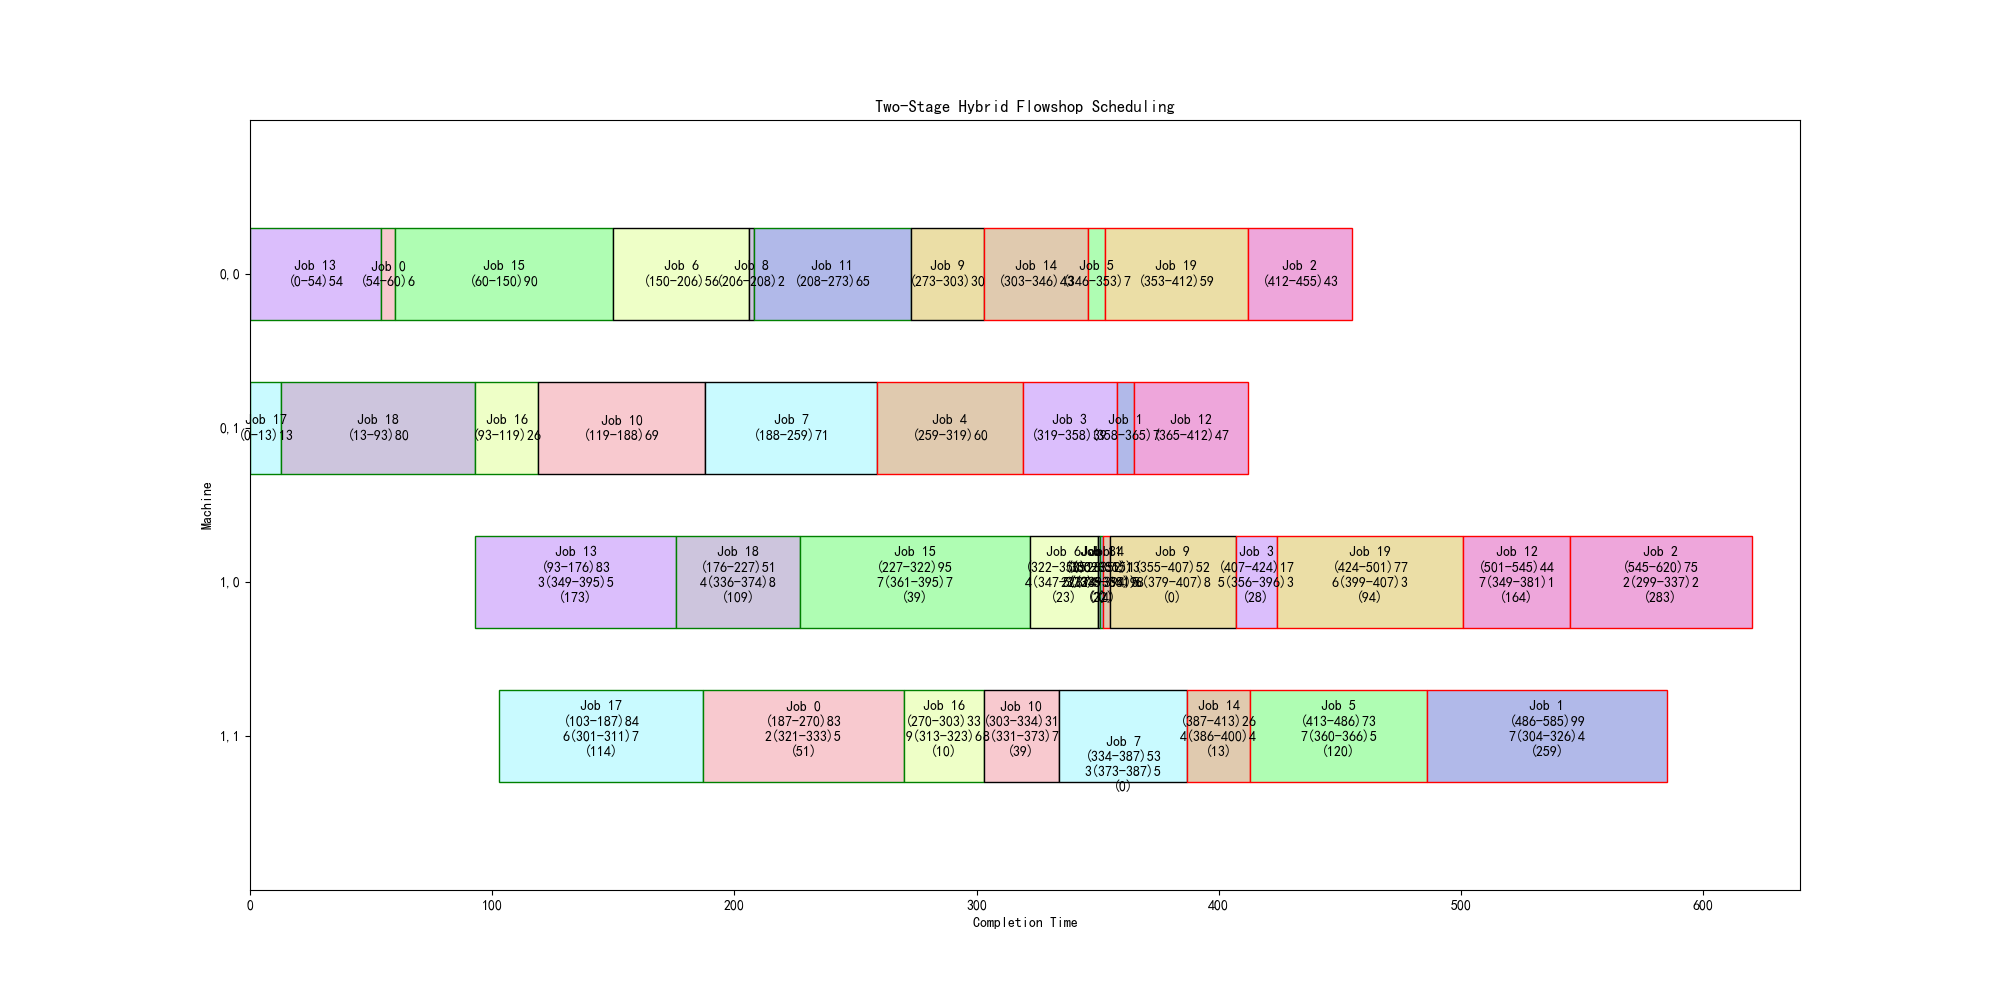 Two-Stage Hybrid Flowshop Scheduling
Machine
0,0
Job 13
(0-54)54
Job 0
(54-60)6
Job 15
(60-150)90
Job 6
(150-206)56
Job 8
(206-208)2
Job 11
(208-273)65
Job 9
(273-303)30
Job 14
(303-346)43
Job 5
(346-353)7
Job 19
(353-412)59
Job 2
(412-455)43
0,1
Job 17
(0-13)13
Job 18
(13-93)80
Job 16
(93-119)26
Job 10
(119-188)69
Job 7
(188-259)71
Job 4
(259-319)60
Job 3
(319-358)39
Job 1
(358-365)7
Job 12
(365-412)47
1,0
Job 13
(93-176)83
3(349-395)5
(173)
Job 18
(176-227)51
4(336-374)8
(109)
Job 15
(227-322)95
7(361-395)7
(39)
Job 6
(23)
Job 9
(355-407)52
(379-407)8
(0)
Job 3
(407-424)17
5(356-396)3
(28)
Job 19
(424-501)77
6(399-407)3
(94)
Job 12
(501-545)44
7(349-381)1
(164)
Job 2
(545-620)75
2(299-337)2
(283)
1,1
Job 17
(103-187)84
6(301-311)7
(114)
Job 0
(187-270)83
2(321-333)5
(51)
Job 16
(270-303)33
9(313-323)6
(10)
Job 10
(303-334)31
8(331-373)7
(39)
Job 7
(334-387)53
3(373-387)5
(0)
Job 14
(387-413)26
4(386-400)4
(13)
Job 5
(413-486)73
7(360-366)5
(120)
Job 1
(486-585)99
7(304-326)4
(259)
0
100
200
300
400
500
600
Completion Time